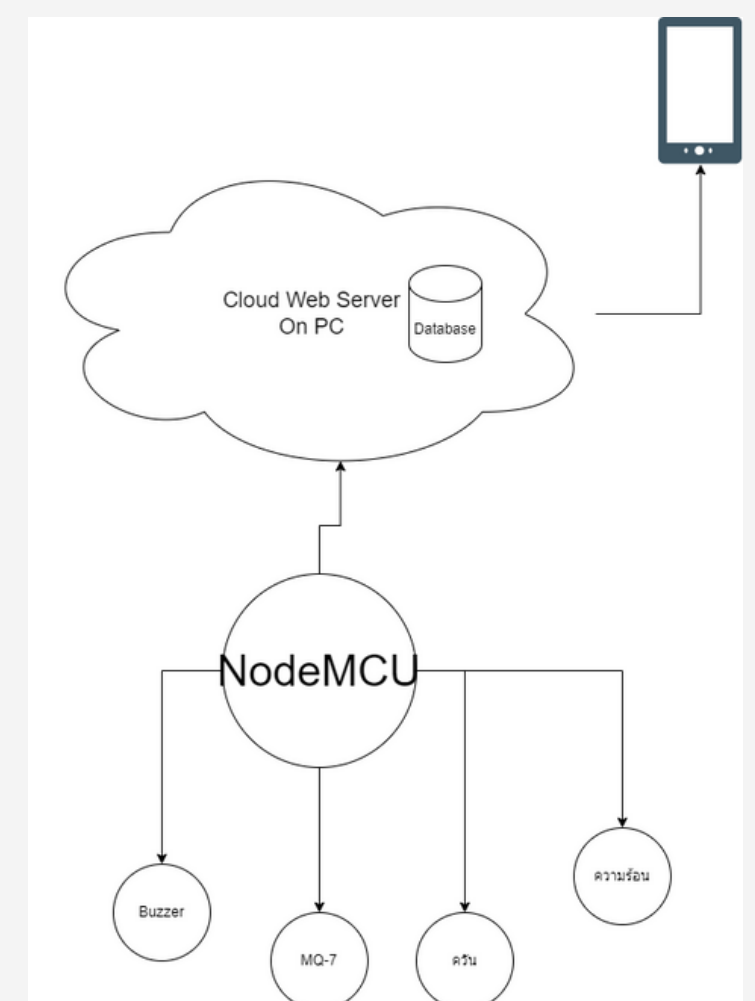 Cloud Web Server
On PC
Database
NodeMCU
Buzzer
MQ-7
ควัน
ความร้อน